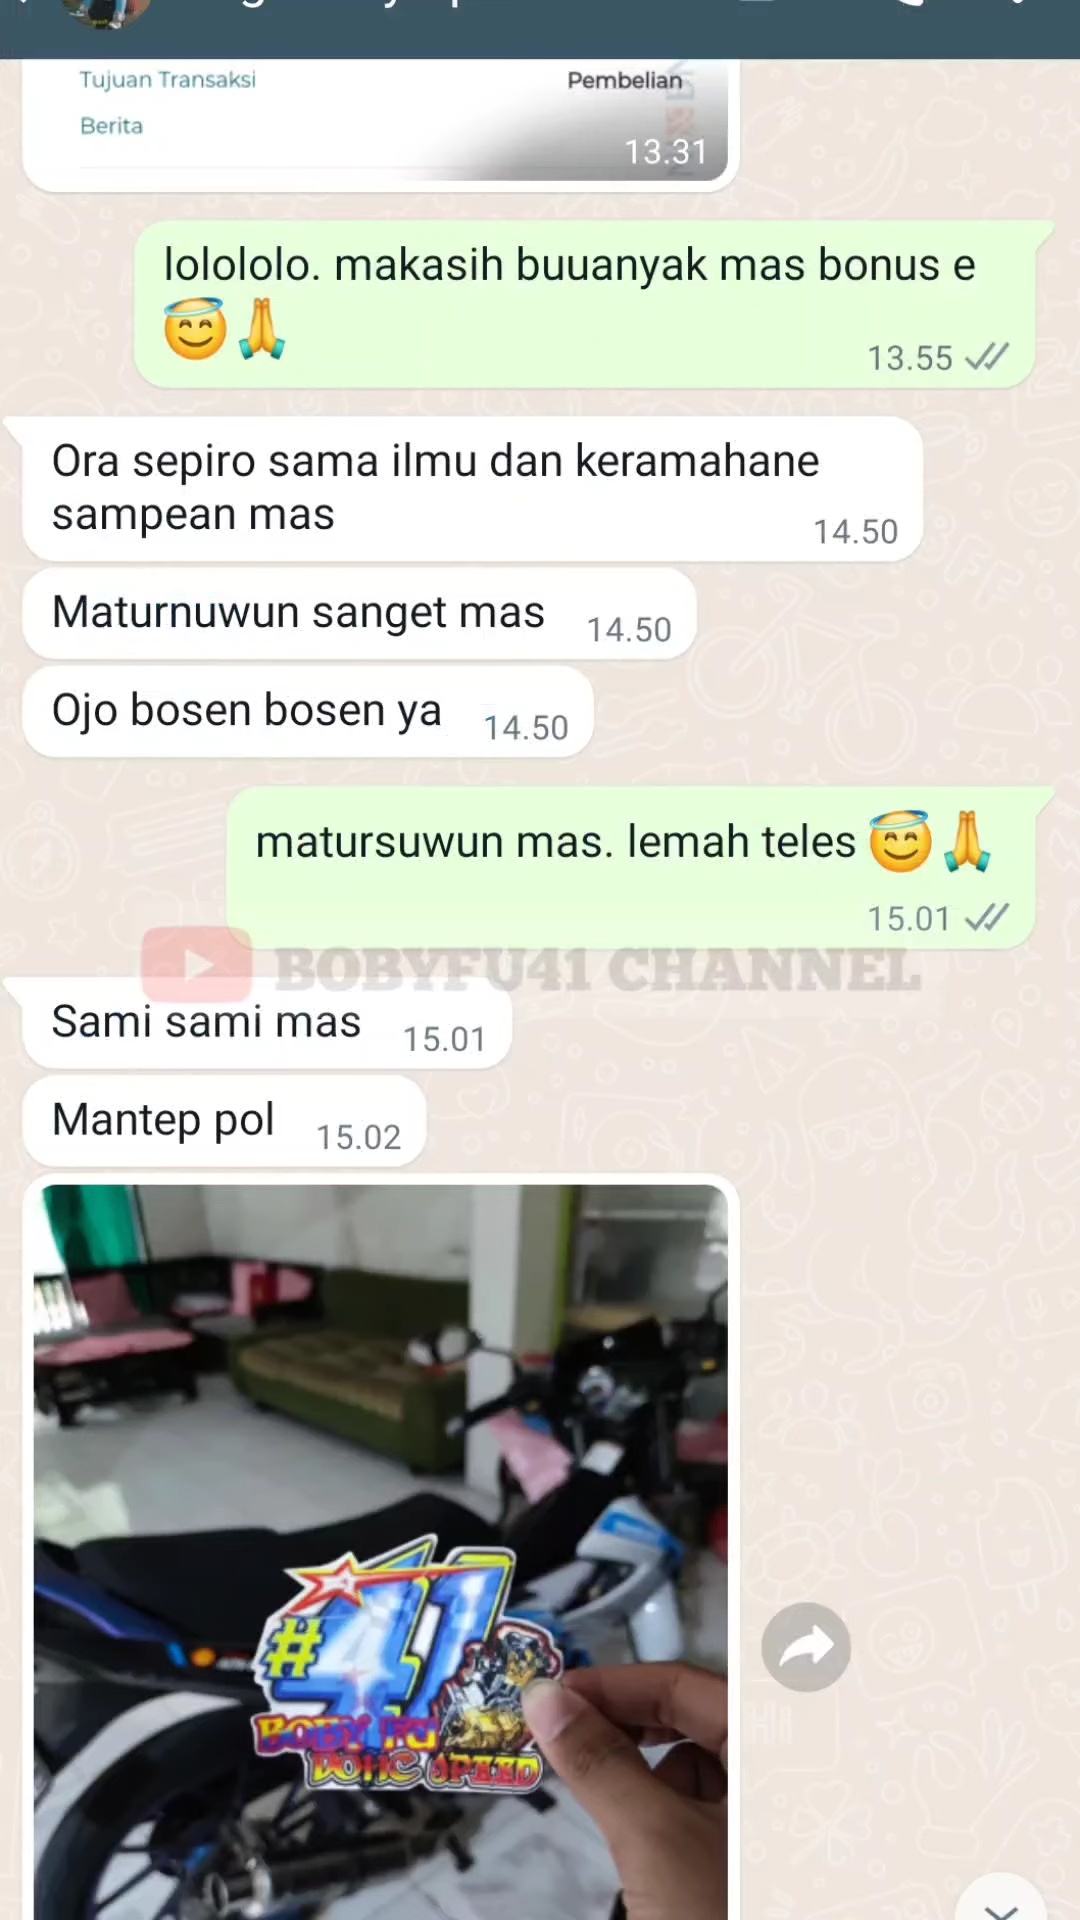 Tujuan Transaksi Pembelian
Berita
13.31
lolololo. makasih buuanyak mas bonus e
😇🙏
13.55
Ora sepiro sama ilmu dan keramahane
sampean mas
14.50
Maturnuwun sanget mas 14.50
Ojo bosen bosen ya 14.50
matursuwun mas. lemah teles 😇🙏
15.01
BOBYFU41 CHANNEL
Sami sami mas 15.01
Mantep pol 15.02
#41
BOBY FU
DOHC SPEED